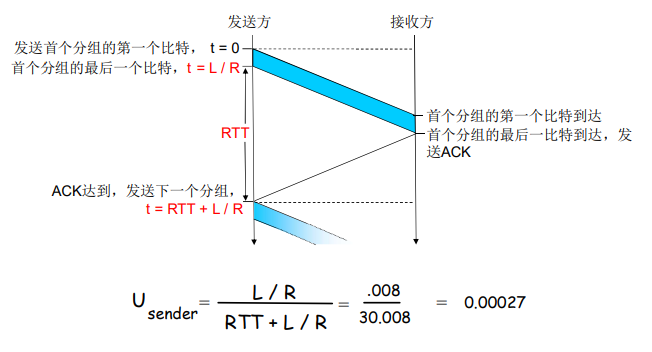 发送方 接收方
发送首个分组的第一个比特， t = 0
首个分组的最后一个比特，t = L / R
首个分组的第一个比特到达
RTT
首个分组的最后一比特到达，发
送ACK
ACK达到，发送下一个分组，
t = RTT + L / R
U sender = L / R / RTT + L / R = .008 / 30.008 = 0.00027